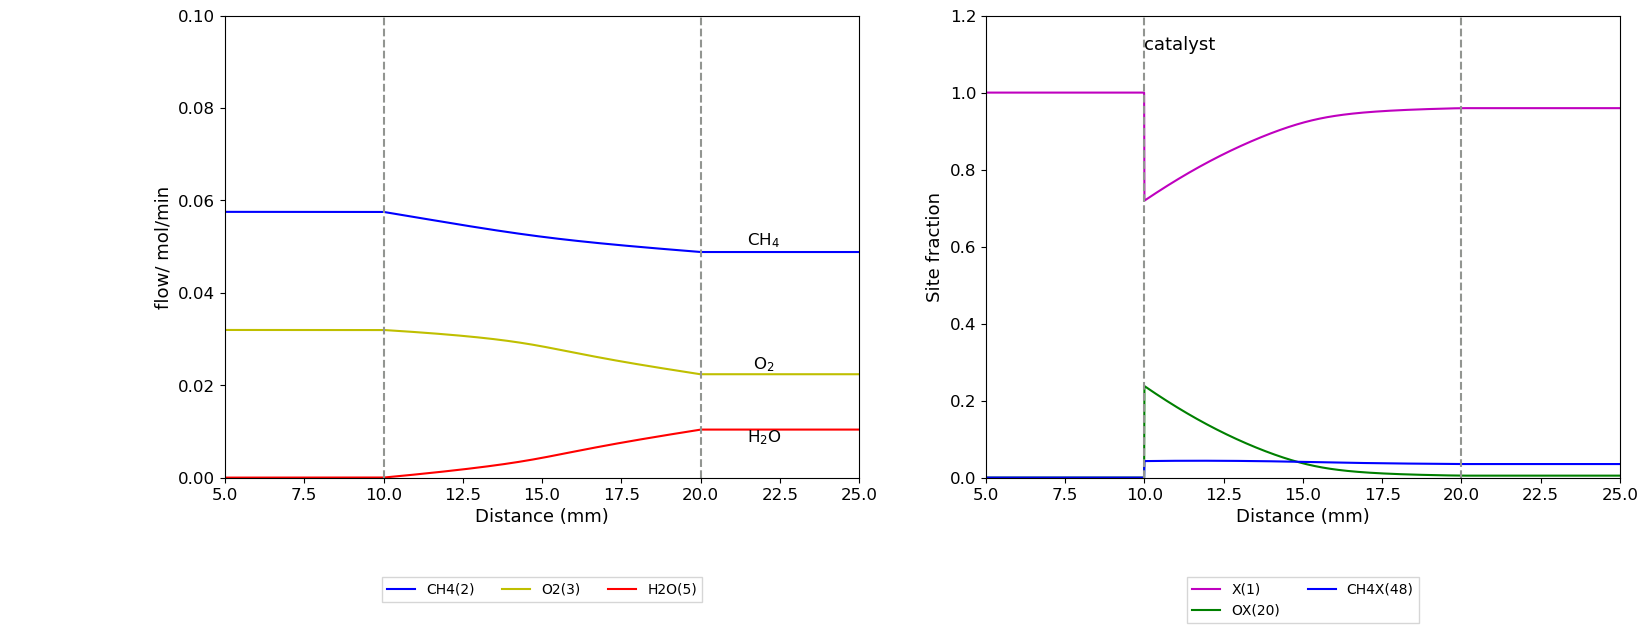 0.10
0.08
0.06
0.04
0.02
0.00
flow/ mol/min
CH₄
O₂
H₂O
5.0 7.5 10.0 12.5 15.0 17.5 20.0 22.5 25.0
Distance (mm)
CH4(2) O2(3) H2O(5)
1.2
1.0
0.8
0.6
0.4
0.2
0.0
Site fraction
catalyst
5.0 7.5 10.0 12.5 15.0 17.5 20.0 22.5 25.0
Distance (mm)
X(1) CH4X(48)
OX(20)